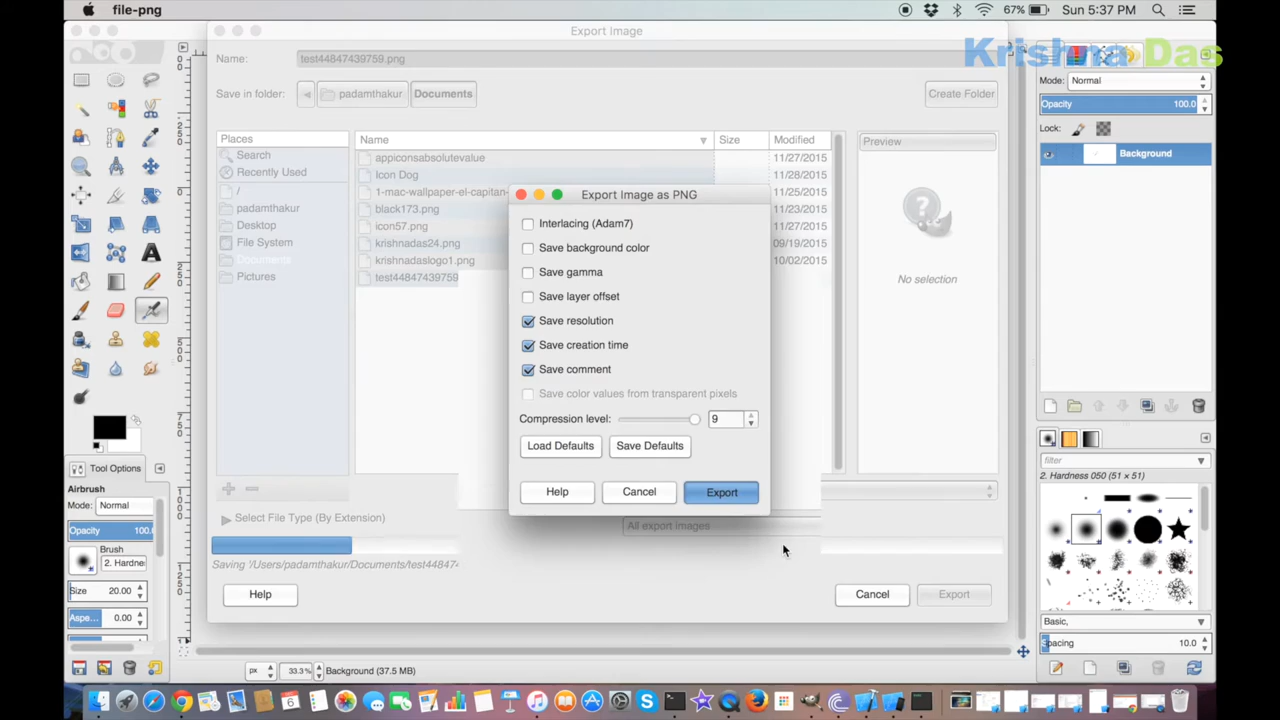 file-png
67%
Sun 5:37 PM
Export Image
Krishna Das
Name:
test44847439759.png
Save in folder:
padamthakur
Documents
Create Folder
Mode:
Normal
Opacity
100.0
Lock:
Background
Places
Search
Recently Used
/
padamthakur
Desktop
File System
Documents
Pictures
Name
Size
Modified
appiconsabsolutevalue
11/27/2015
Icon Dog
11/27/2015
1-mac-wallpaper-el-capitan-
11/25/2015
black173.png
11/23/2015
icon57.png
11/27/2015
krishnadas24.png
09/19/2015
krishnadaslogo1.png
10/02/2015
test44847439759
Preview
No selection
Export Image as PNG
Interlacing (Adam7)
Save background color
Save gamma
Save layer offset
Save resolution
Save creation time
Save comment
Save color values from transparent pixels
Compression level:
9
Load Defaults
Save Defaults
Help
Cancel
Export
Select File Type (By Extension)
All export images
Saving '/Users/padamthakur/Documents/test448474
Help
Cancel
Export
Tool Options
Airbrush
Mode:
Normal
Opacity
100.
Brush
2. Hardne
Size
20.00
Aspe...
0.00
px
33.3%
Background (37.5 MB)
filter
2. Hardness 050 (51 × 51)
Basic,
Spacing
10.0